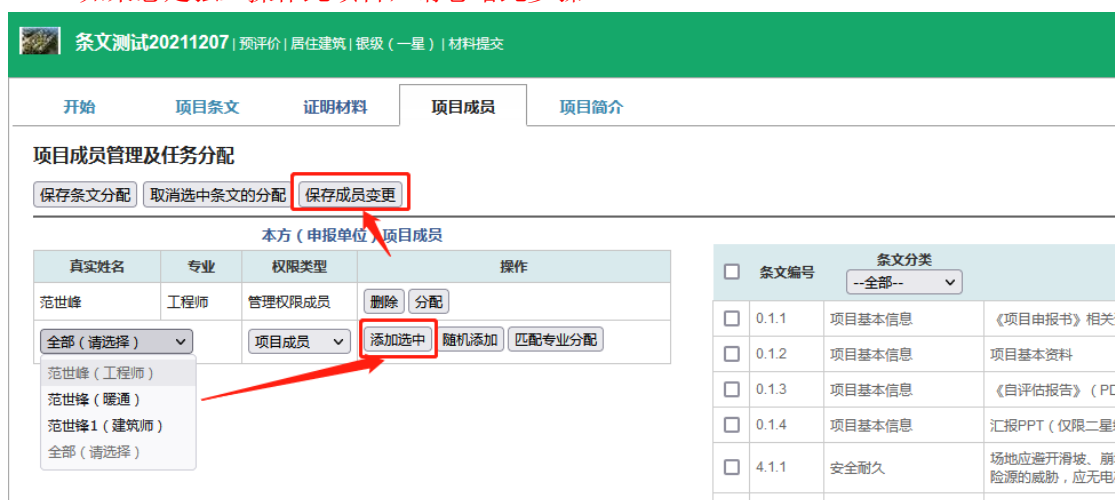 条文测试20211207 | 预评价 | 居住建筑 | 银级（一星）| 材料提交
开始 项目条文 证明材料 项目成员 项目简介
项目成员管理及任务分配
保存条文分配 取消选中条文的分配 保存成员变更
本方（申报单位）项目成员
真实姓名 专业 权限类型 操作
范世峰 工程师 管理权限成员 删除 分配
全部（请选择） 项目成员 添加选中 随机添加 匹配专业分配
范世峰（工程师）
范世锋（暖通）
范世锋1（建筑师）
全部（请选择）
条文编号 条文分类
--全部--
0.1.1 项目基本信息 《项目申报书》相关
0.1.2 项目基本信息 项目基本资料
0.1.3 项目基本信息 《自评估报告》（PD
0.1.4 项目基本信息 汇报PPT（仅限二星
4.1.1 安全耐久 场地应避开滑坡、崩
险源的威胁，应无电